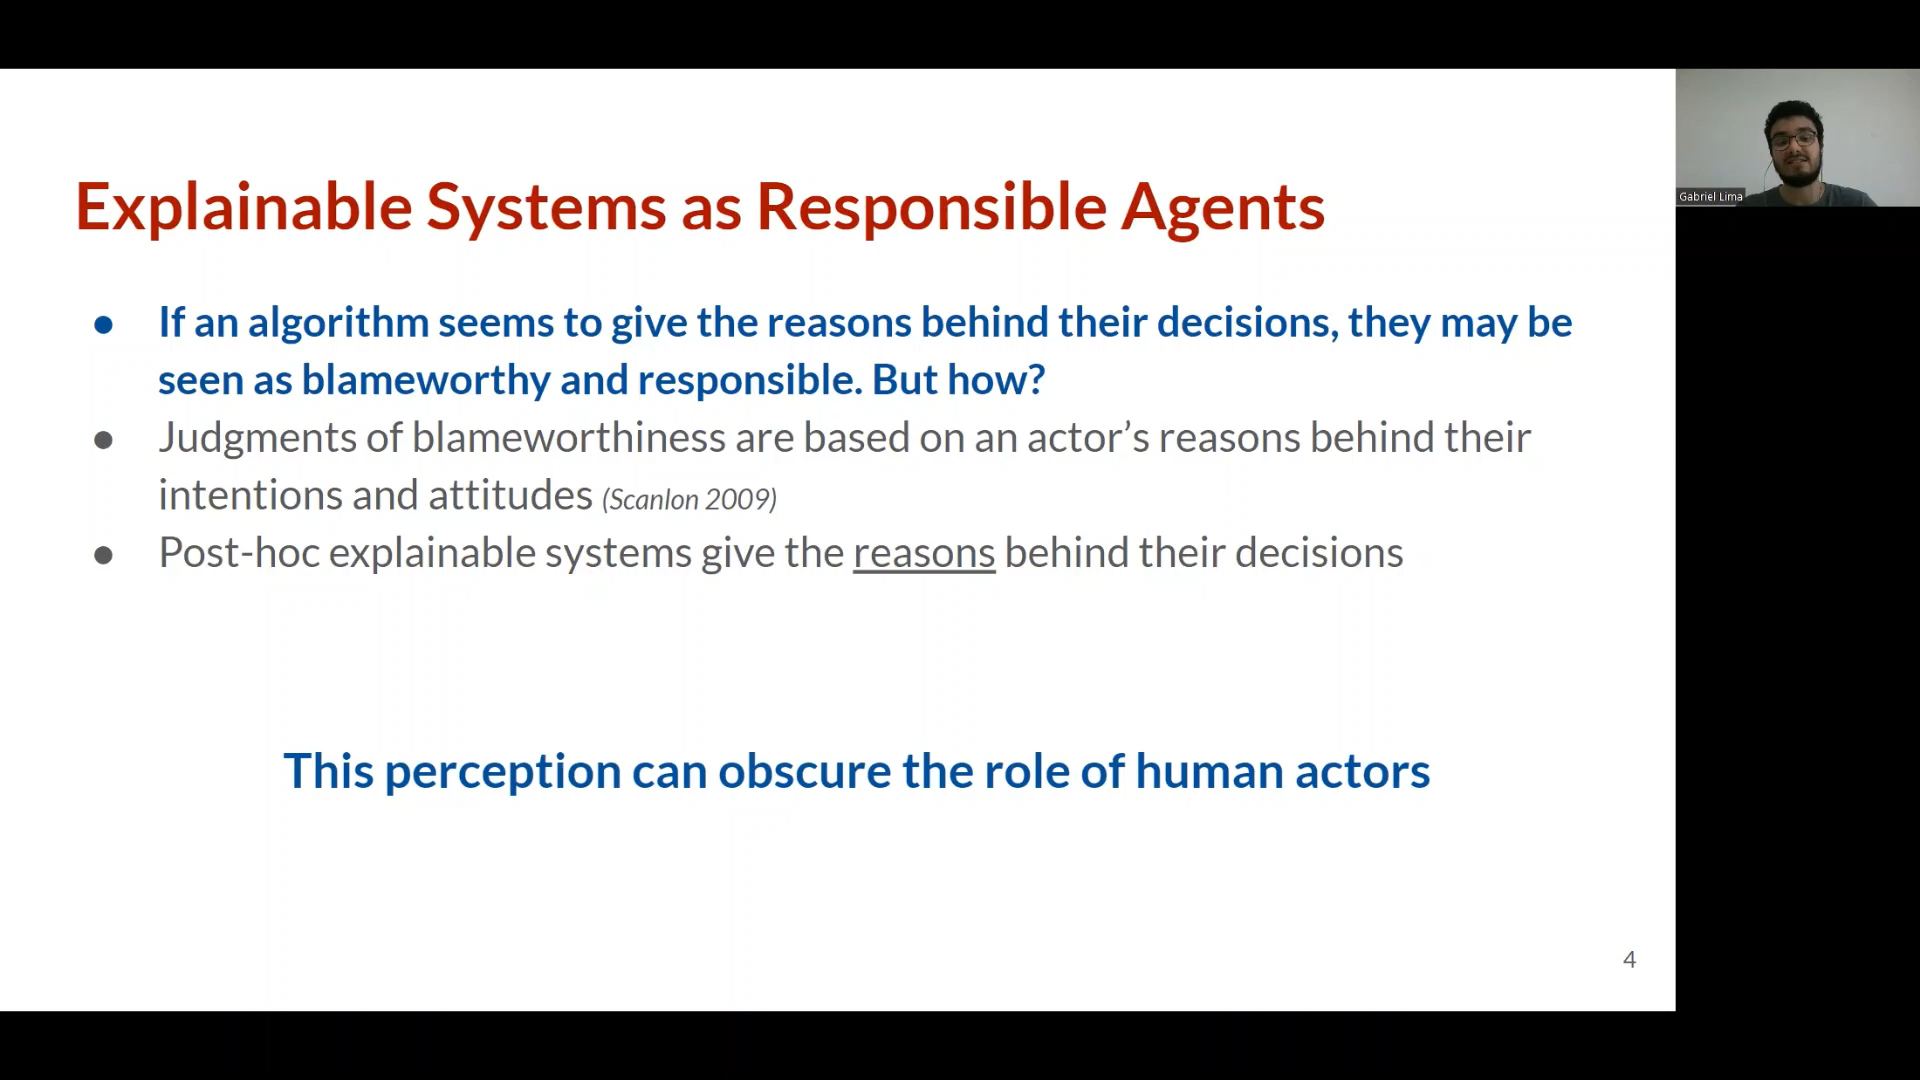 Explainable Systems as Responsible Agents
● If an algorithm seems to give the reasons behind their decisions, they may be
seen as blameworthy and responsible. But how?
● Judgments of blameworthiness are based on an actor’s reasons behind their
intentions and attitudes (Scanlon 2009)
● Post-hoc explainable systems give the reasons behind their decisions
This perception can obscure the role of human actors
4
Gabriel Lima